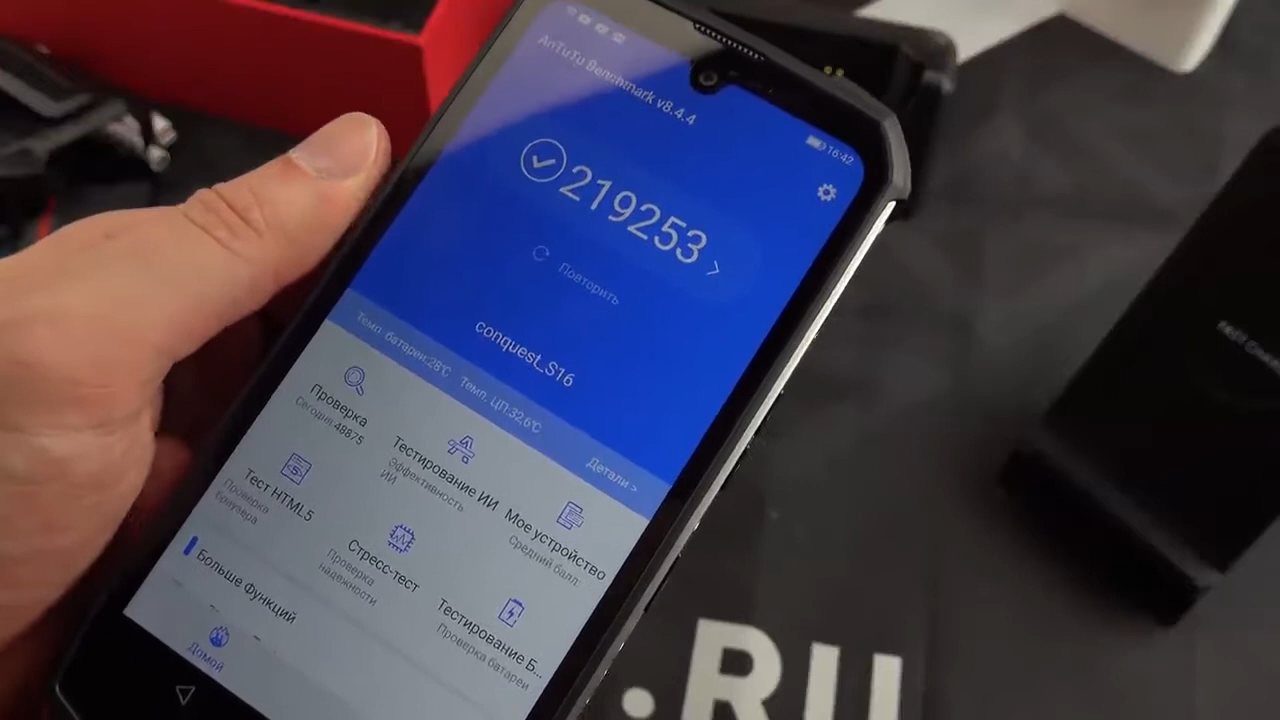 AnTuTu Benchmark v8.4.4
16:42
219253
Повторить
conquest_S16
Темп. батареи:28℃ Темп. ЦП:32,6℃
Детали >
Проверка
Сегодня:48875
Тестирование ИИ
Эффективность
ИИ
Мое устройство
Средний балл
Тест HTML5
Проверка
браузера
Стресс-тест
Проверка
надежности
Тестирование Б...
Проверка батареи
Больше Функций
Домой
.RU